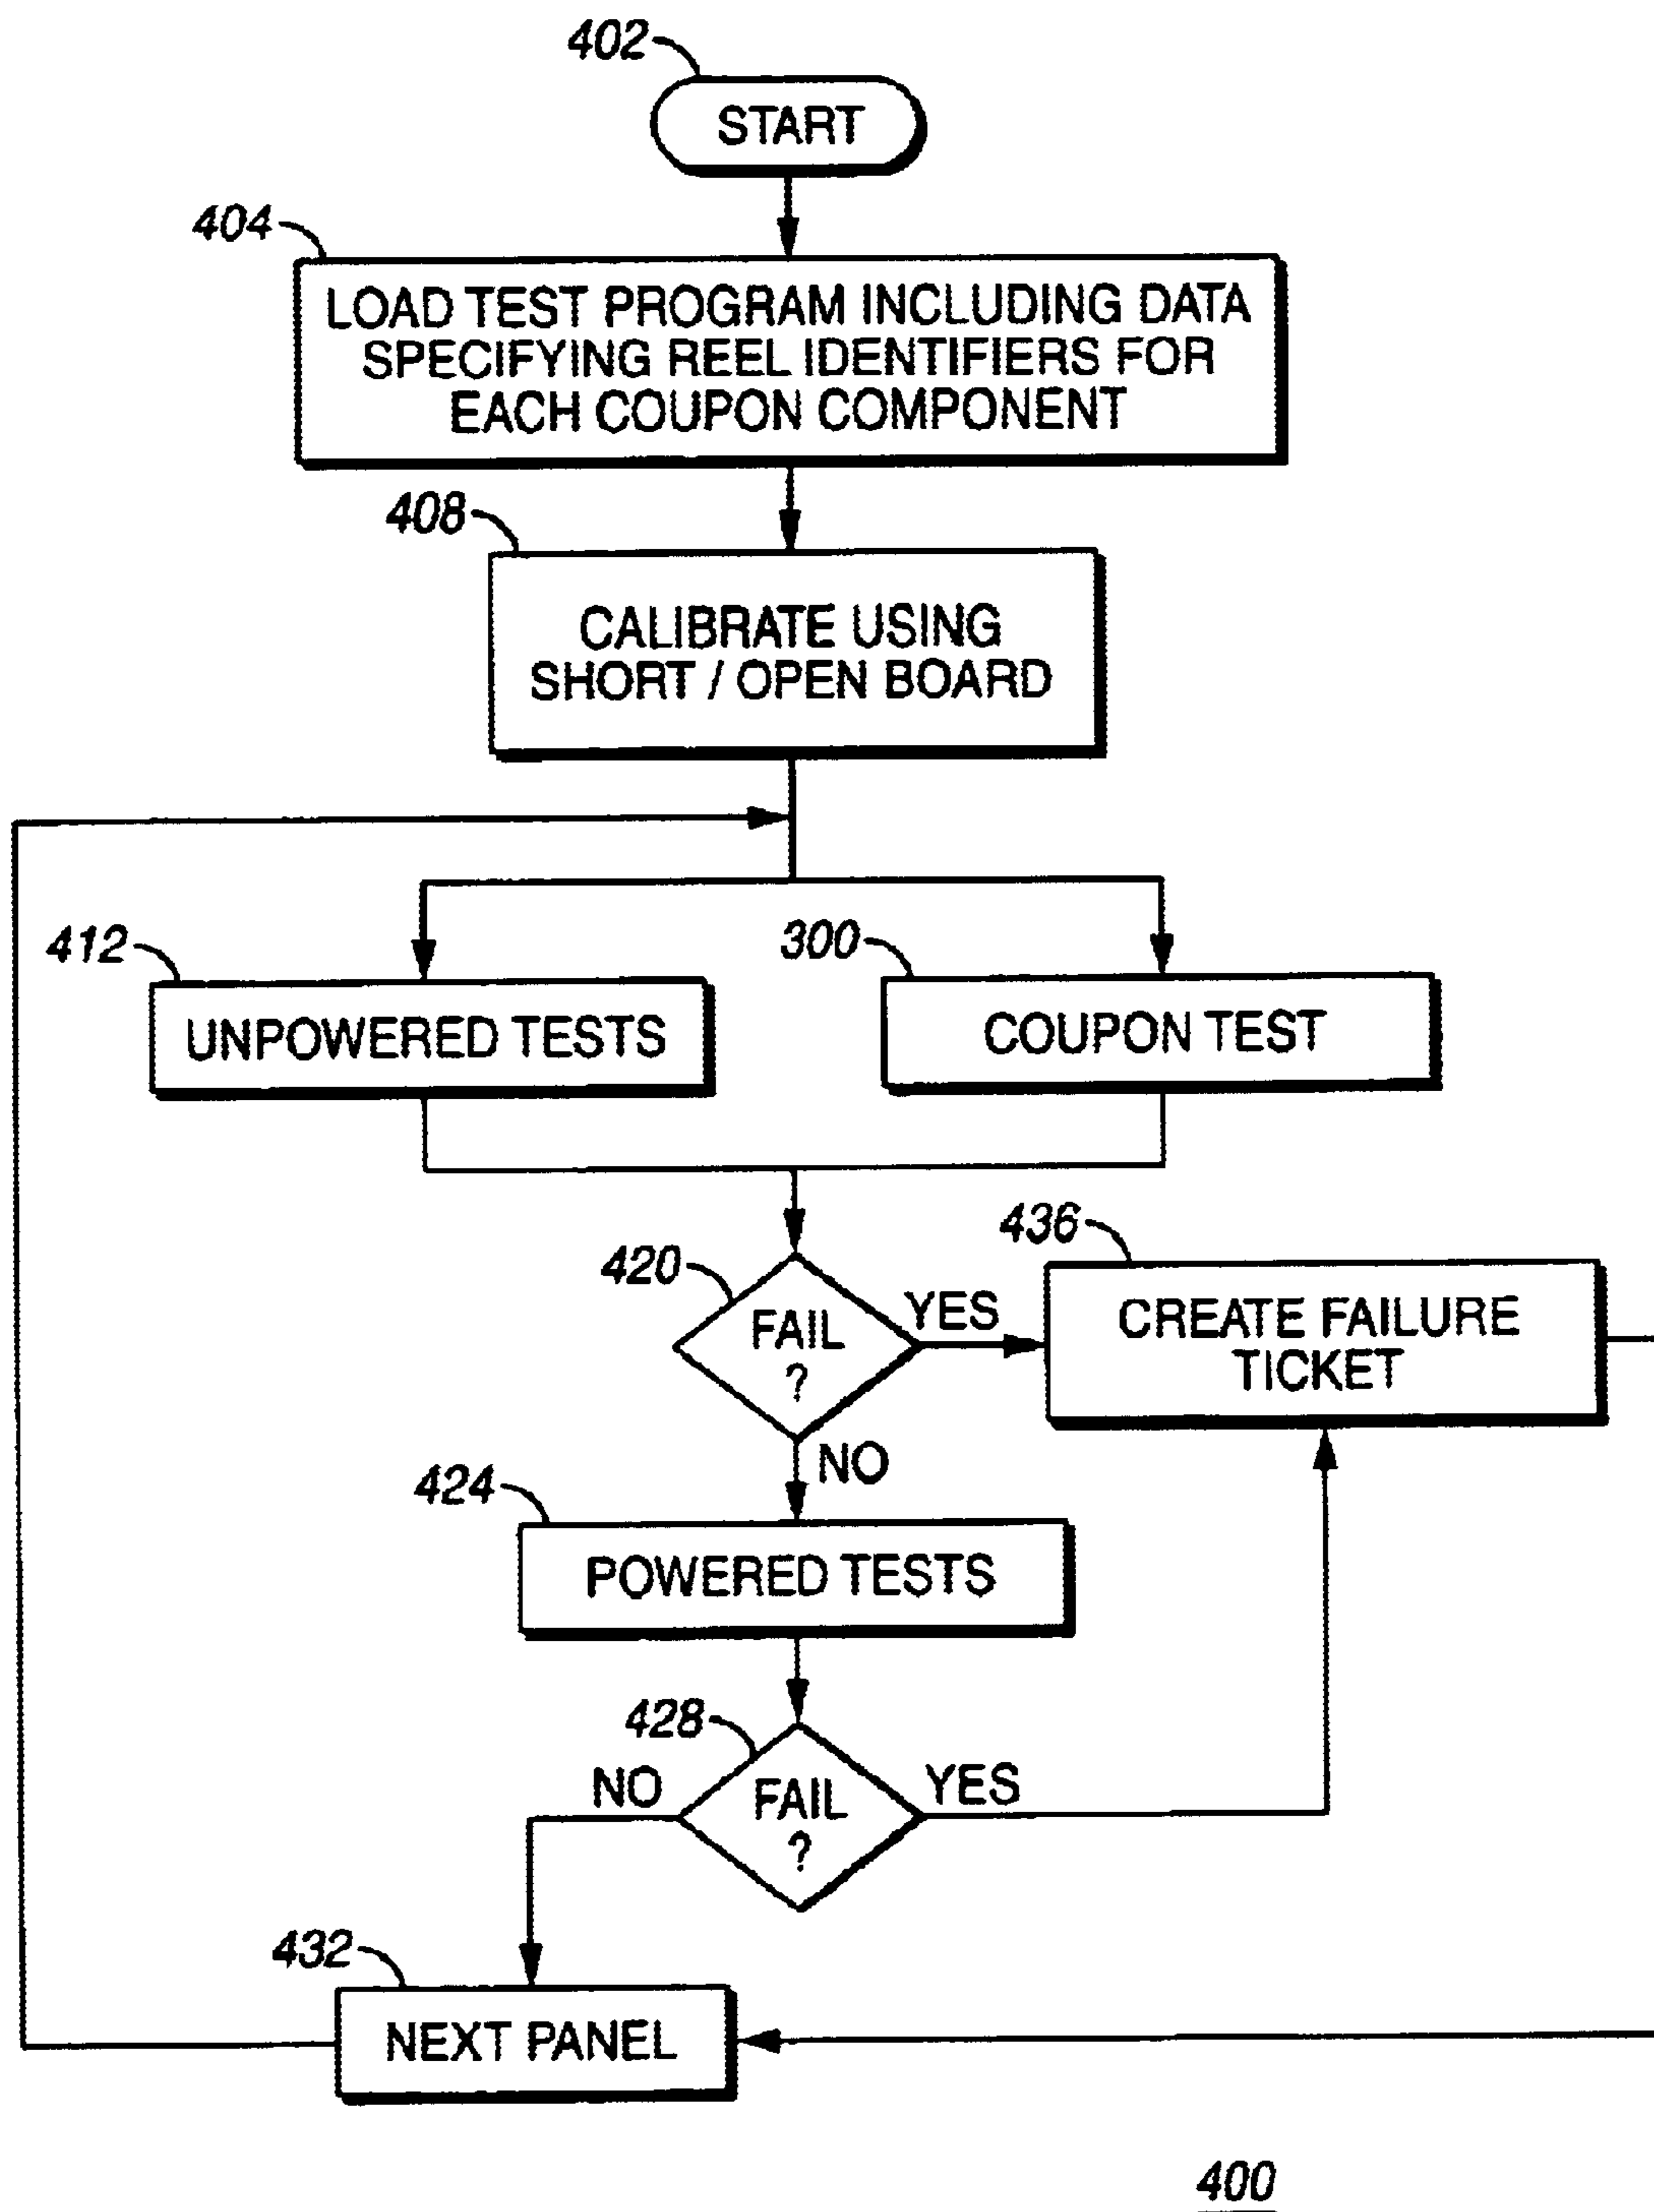 402
START
404
LOAD TEST PROGRAM INCLUDING DATA
SPECIFYING REEL IDENTIFIERS FOR
EACH COUPON COMPONENT
408
CALIBRATE USING
SHORT / OPEN BOARD
412
300
UNPOWERED TESTS
COUPON TEST
436
420
YES
FAIL
?
CREATE FAILURE
TICKET
NO
424
POWERED TESTS
428
NO
FAIL
?
YES
432
NEXT PANEL
400